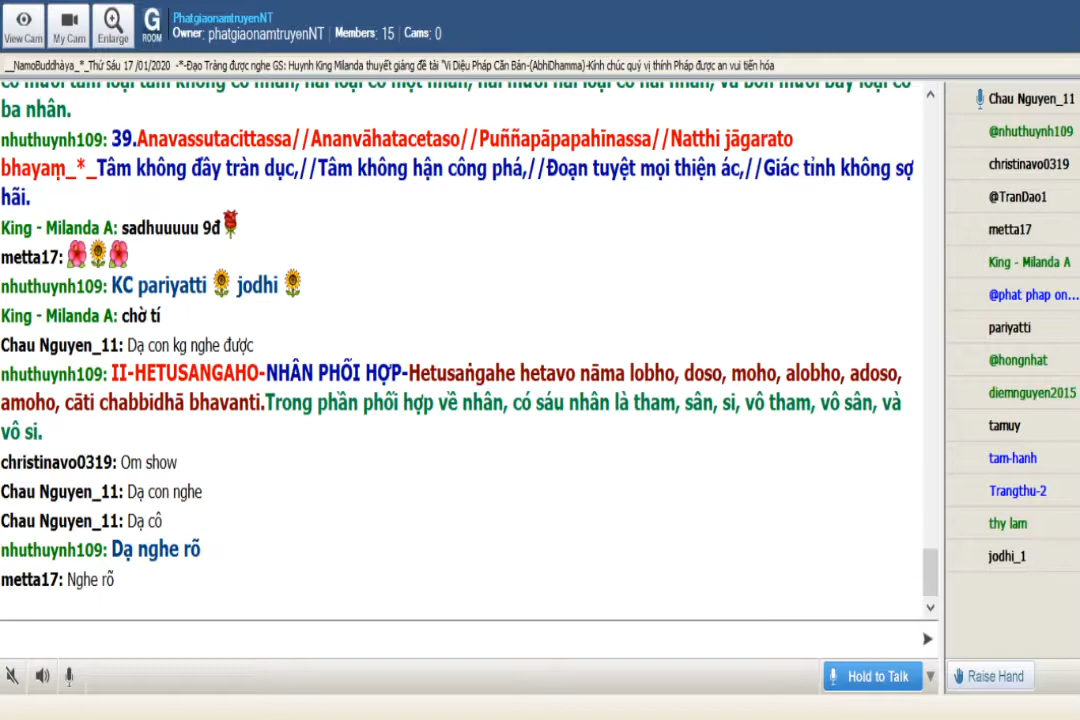 PhatgiaonamtruyenNT
Owner: phatgiaonamtruyenNT Members: 15 Cams: 0
View Cam My Cam Enlarge G ROOM
__NamoBuddhàya_*_Thứ Sáu 17 /01/2020 -*-Đạo Tràng được nghe GS: Huynh King Mlanda thuyết giảng đề tài "Vi Diệu Pháp Căn Bản-(AbhiDhamma)-Kính chúc quý vị thính Pháp được an vui tiến hóa
ba nhân.
nhuthuynh109: 39.Anavassutacittassa//Ananvāhatacetaso//Puññapāpapahīnassa//Natthi jāgarato
bhayaṃ_*_Tâm không đầy tràn dục,//Tâm không hận công phá,//Đoạn tuyệt mọi thiện ác,//Giác tỉnh không sợ
hãi.
King - Milanda A: sadhuuuuu 9đ
metta17:
nhuthuynh109: KC pariyatti jodhi
King - Milanda A: chờ tí
Chau Nguyen_11: Dạ con kg nghe được
nhuthuynh109: II-HETUSANGAHO-NHÂN PHỐI HỢP-Hetusaṅgahe hetavo nāma lobho, doso, moho, alobho, adoso,
amoho, cāti chabbidhā bhavanti.Trong phần phối hợp về nhân, có sáu nhân là tham, sân, si, vô tham, vô sân, và
vô si.
christinavo0319: Om show
Chau Nguyen_11: Dạ con nghe
Chau Nguyen_11: Dạ cô
nhuthuynh109: Dạ nghe rõ
metta17: Nghe rõ
Chau Nguyen_11
@nhuthuynh109
christinavo0319
@TranDao1
metta17
King - Milanda A
@phat phap on...
pariyatti
@hongnhat
diemnguyen2015
tamuy
tam-hanh
Trangthu-2
thy lam
jodhi_1
Hold to Talk
Raise Hand